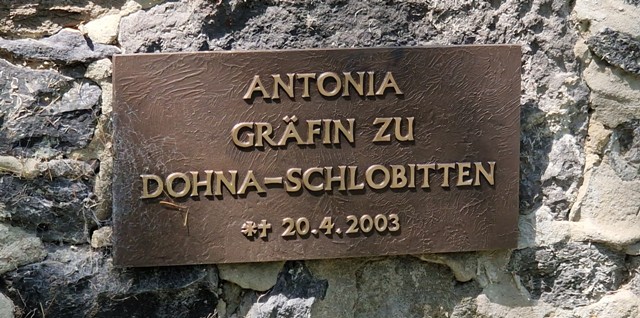 ANTONIA
GRÄFIN ZU
DOHNA-SCHLOBITTEN
*† 20.4.2003